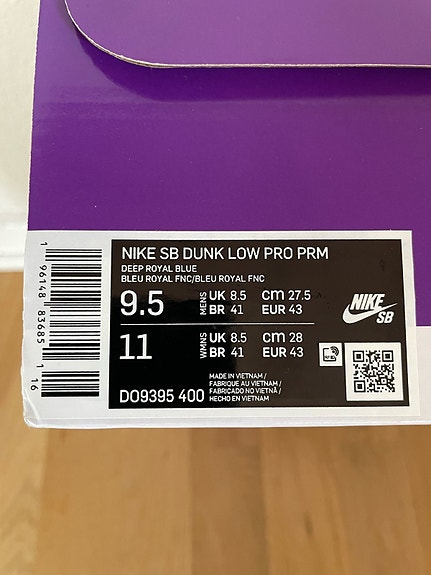 NIKE SB DUNK LOW PRO PRM
DEEP ROYAL BLUE
BLEU ROYAL FNC/BLEU ROYAL FNC
9.5 MENS UK 8.5 cm 27.5
BR 41 EUR 43
11 WMNS UK 8.5 cm 28
BR 41 EUR 43
NIKE SB
MADE IN VIETNAM /
FABRIQUE AU VIETNAM /
FABRICADO NO VIETNÃ /
HECHO EN VIETNAM
DO9395 400
1 96148 83685 1 16